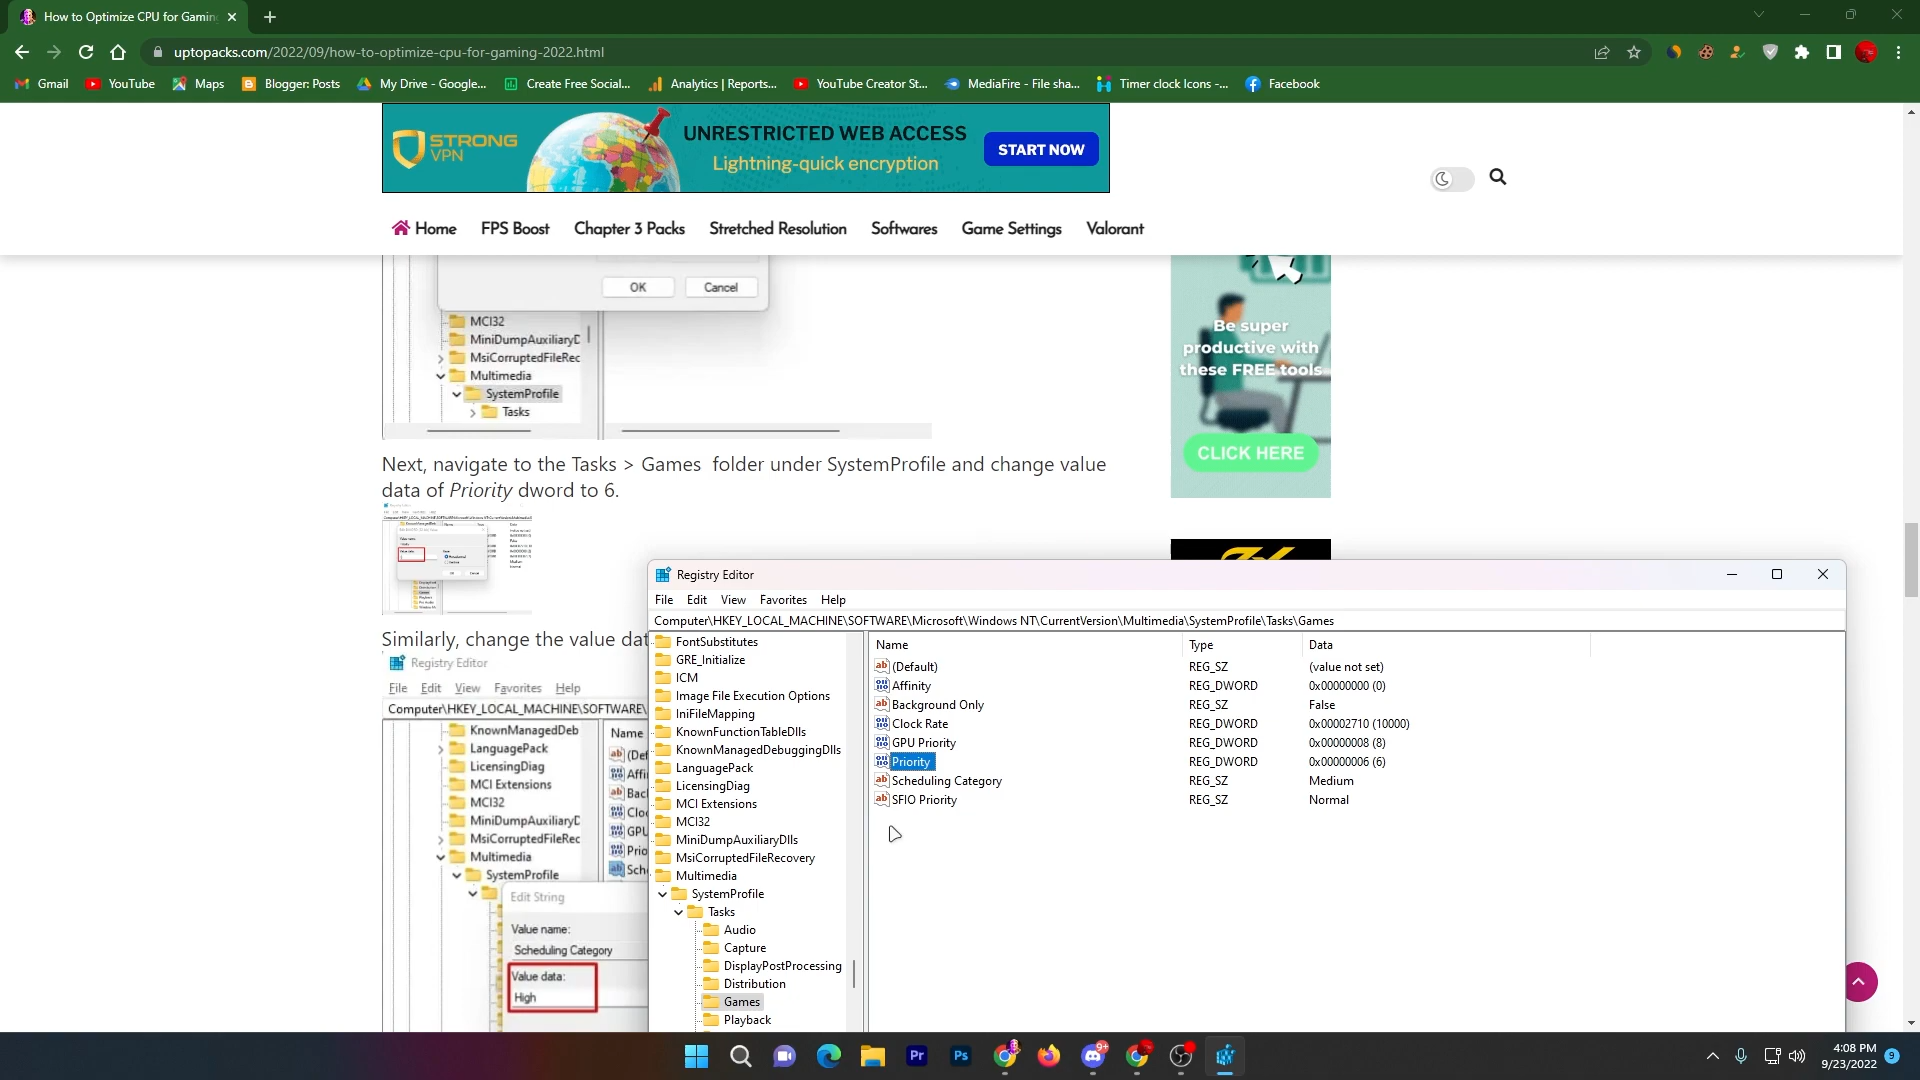 How to Optimize CPU for Gamin
uptopacks.com/2022/09/how-to-optimize-cpu-for-gaming-2022.html
Gmail YouTube Maps Blogger: Posts My Drive - Google... Create Free Social... Analytics | Reports... YouTube Creator St... MediaFire - File sha... Timer clock Icons -... Facebook
STRONG VPN
UNRESTRICTED WEB ACCESS
Lightning-quick encryption
START NOW
Home FPS Boost Chapter 3 Packs Stretched Resolution Softwares Game Settings Valorant
OK Cancel
MCI32
MiniDumpAuxiliaryD
MsiCorruptedFileRec
Multimedia
SystemProfile
Tasks
Be super
productive with
these FREE tools
CLICK HERE
Next, navigate to the Tasks > Games folder under SystemProfile and change value
data of Priority dword to 6.
Similarly, change the value dat
Registry Editor
File Edit View Favorites Help
Computer\HKEY_LOCAL_MACHINE\SOFTWARE\
KnownManagedDeb
LanguagePack
LicensingDiag
MCI Extensions
MCI32
MiniDumpAuxiliaryD
MsiCorruptedFileRec
Multimedia
SystemProfile
Name
(De
Affi
Bac
Clo
GPU
Prio
Sch
Edit String
Value name:
Scheduling Category
Value data:
High
Registry Editor
File Edit View Favorites Help
Computer\HKEY_LOCAL_MACHINE\SOFTWARE\Microsoft\Windows NT\CurrentVersion\Multimedia\SystemProfile\Tasks\Games
FontSubstitutes
GRE_Initialize
ICM
Image File Execution Options
IniFileMapping
KnownFunctionTableDlls
KnownManagedDebuggingDlls
LanguagePack
LicensingDiag
MCI Extensions
MCI32
MiniDumpAuxiliaryDlls
MsiCorruptedFileRecovery
Multimedia
SystemProfile
Tasks
Audio
Capture
DisplayPostProcessing
Distribution
Games
Playback
Name Type Data
(Default) REG_SZ (value not set)
Affinity REG_DWORD 0x00000000 (0)
Background Only REG_SZ False
Clock Rate REG_DWORD 0x00002710 (10000)
GPU Priority REG_DWORD 0x00000008 (8)
Priority REG_DWORD 0x00000006 (6)
Scheduling Category REG_SZ Medium
SFIO Priority REG_SZ Normal
Pr Ps 9+
4:08 PM
9/23/2022 9